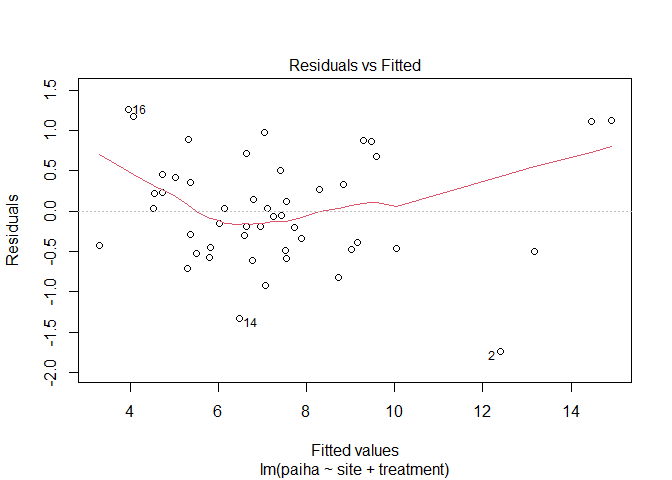 Residuals vs Fitted
Residuals
1.5
1.0
0.5
0.0
-0.5
-1.0
-1.5
-2.0
16
14
2
4 6 8 10 12 14
Fitted values
lm(paiha ~ site + treatment)